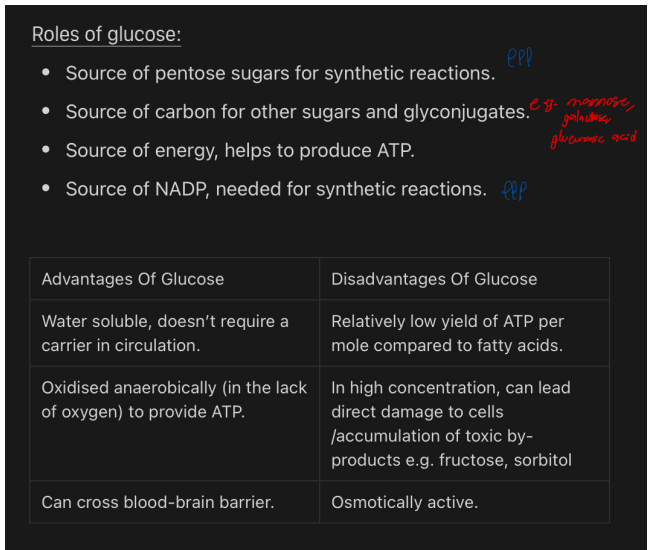 Roles of glucose:
• Source of pentose sugars for synthetic reactions. PPP
• Source of carbon for other sugars and glyconjugates. e.g. mannose,
galactose,
glucuronic acid
• Source of energy, helps to produce ATP.
• Source of NADP, needed for synthetic reactions. PPP
Advantages Of Glucose
Disadvantages Of Glucose
Water soluble, doesn't require a
carrier in circulation.
Relatively low yield of ATP per
mole compared to fatty acids.
Oxidised anaerobically (in the lack
of oxygen) to provide ATP.
In high concentration, can lead
direct damage to cells
/accumulation of toxic by-
products e.g. fructose, sorbitol
Can cross blood-brain barrier.
Osmotically active.